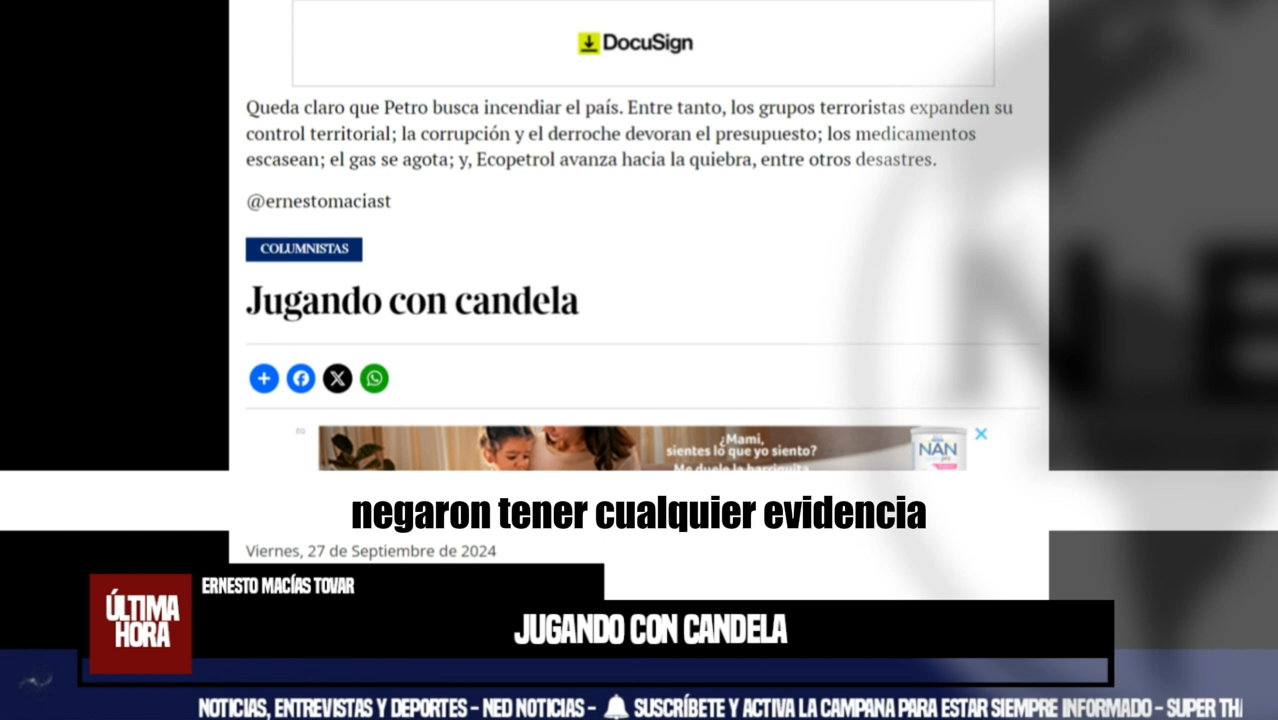 DocuSign
Queda claro que Petro busca incendiar el país. Entre tanto, los grupos terroristas expanden su
control territorial; la corrupción y el derroche devoran el presupuesto; los medicamentos
escasean; el gas se agota; y, Ecopetrol avanza hacia la quiebra, entre otros desastres.
@ernestomaciast
COLUMNISTAS
Jugando con candela
¿Mami,
sientes lo que yo siento?
Me duele la barriguita
NAN
N E
negaron tener cualquier evidencia
Viernes, 27 de Septiembre de 2024
ERNESTO MACÍAS TOVAR
ÚLTIMA
HORA
JUGANDO CON CANDELA
NOTICIAS, ENTREVISTAS Y DEPORTES - NED NOTICIAS - SUSCRÍBETE Y ACTIVA LA CAMPANA PARA ESTAR SIEMPRE INFORMADO - SUPER